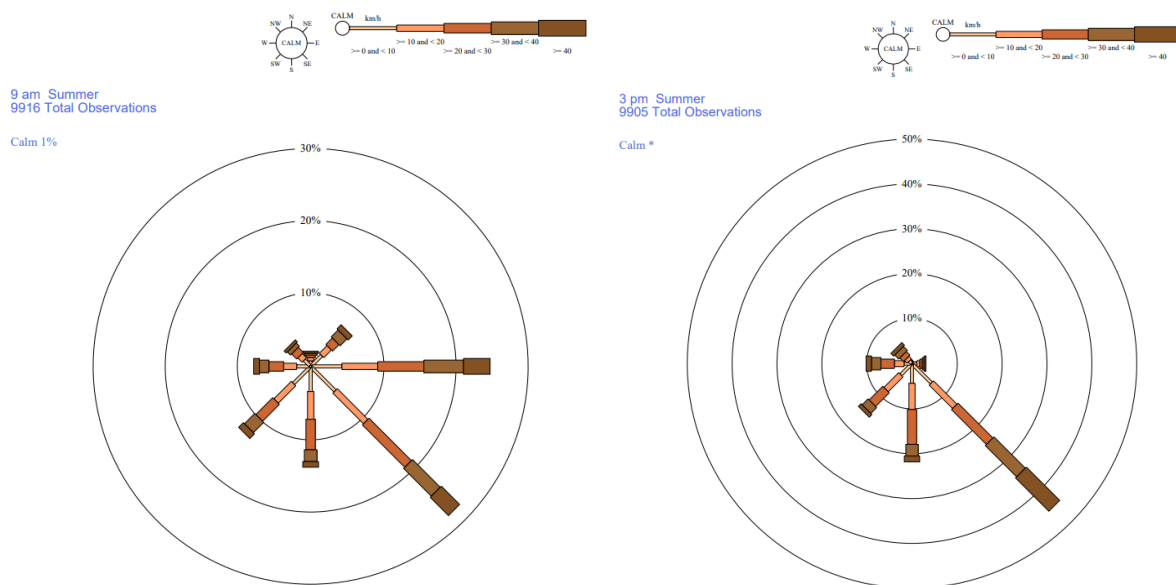 N
NW NE
W CALM E
SW SE
S
CALM km/h
>= 10 and < 20 >= 30 and < 40
>= 0 and < 10 >= 20 and < 30 >= 40
9 am Summer
9916 Total Observations
Calm 1%
30%
20%
10%
N
NW NE
W CALM E
SW SE
S
CALM km/h
>= 10 and < 20 >= 30 and < 40
>= 0 and < 10 >= 20 and < 30 >= 40
3 pm Summer
9905 Total Observations
Calm *
50%
40%
30%
20%
10%